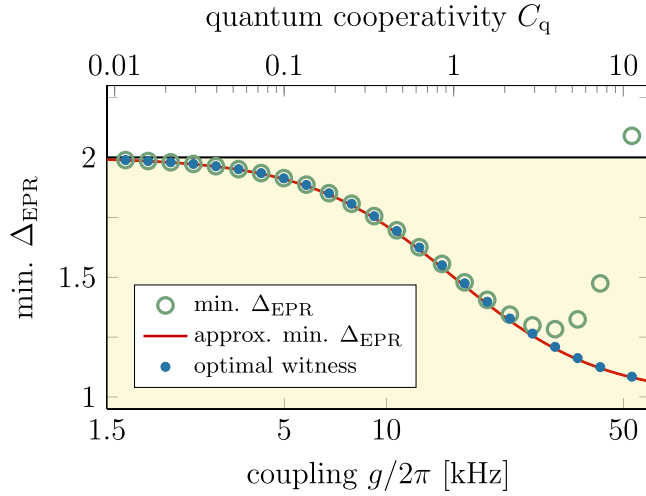 quantum cooperativity C_q
0.01 0.1 1 10
min. Δ_EPR
2
1.5
1
min. Δ_EPR
approx. min. Δ_EPR
optimal witness
1.5 5 10 50
coupling g/2π [kHz]